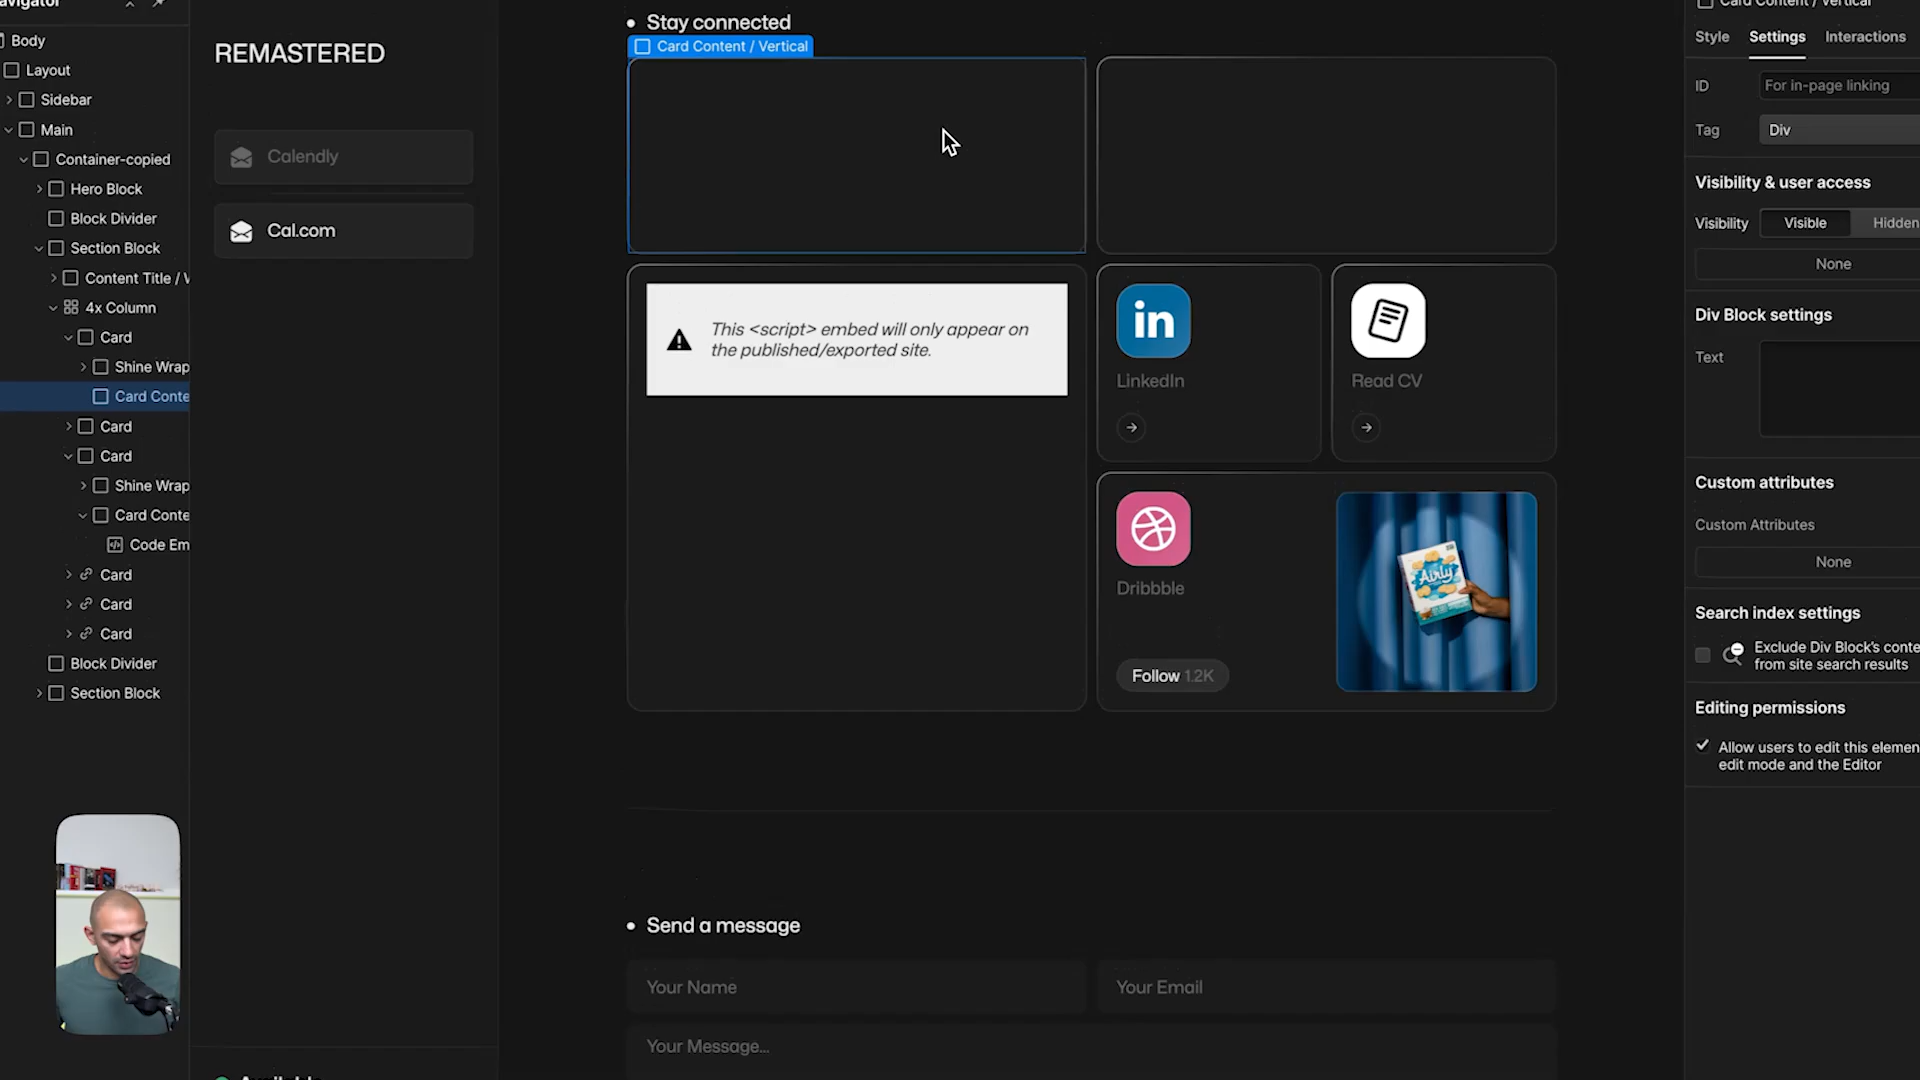 Body
Layout
Sidebar
Main
Container-copied
Hero Block
Block Divider
Section Block
Content Title / V
4x Column
Card
Shine Wrap
Card Conte
Card
Card
Shine Wrap
Card Conte
Code Em
Card
Card
Card
Block Divider
Section Block
REMASTERED
Calendly
Cal.com
Stay connected
Card Content / Vertical
This <script> embed will only appear on
the published/exported site.
LinkedIn
Read CV
Dribbble
Follow 1.2K
Airly
Send a message
Your Name
Your Email
Your Message...
Card Content / Vertical
Style
Settings
Interactions
ID
For in-page linking
Tag
Div
Visibility & user access
Visibility
Visible
Hidden
None
Div Block settings
Text
Custom attributes
Custom Attributes
None
Search index settings
Exclude Div Block's conte
from site search results
Editing permissions
Allow users to edit this elemen
edit mode and the Editor